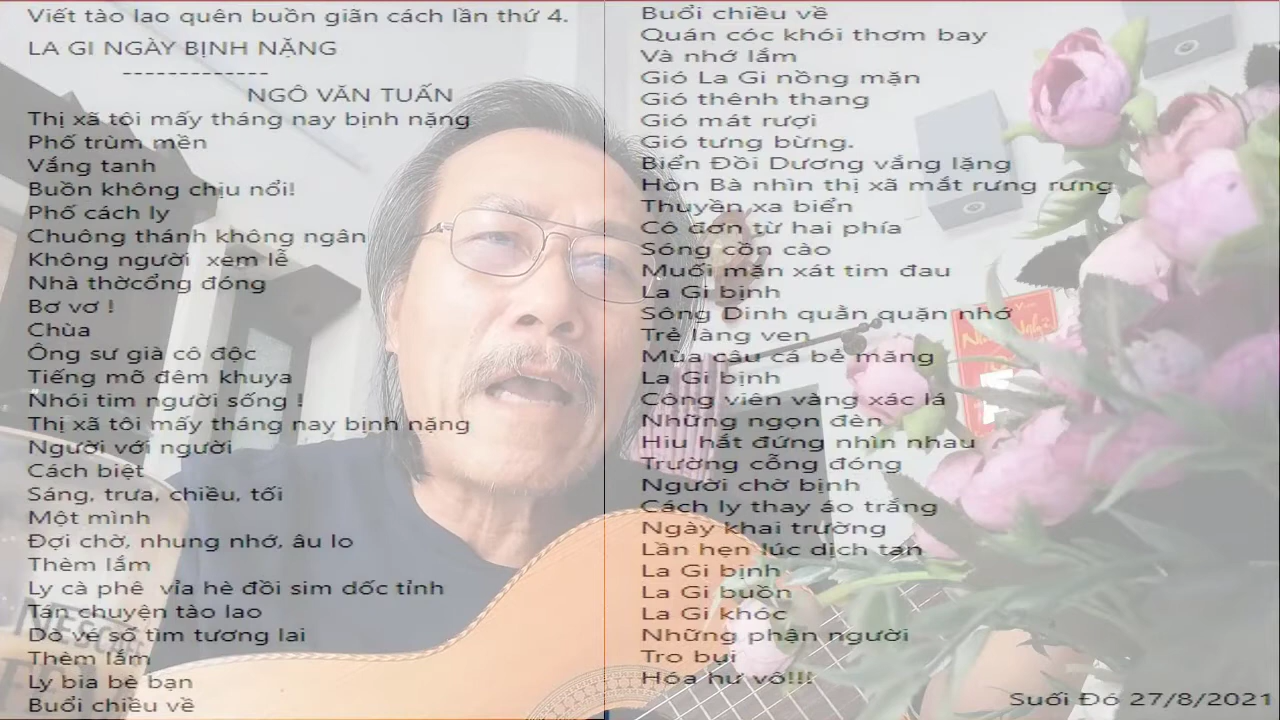 Viết tào lao quên buồn giãn cách lần thứ 4.
LA GI NGÀY BỊNH NẶNG
-------------
NGÔ VĂN TUẤN
Thị xã tôi mấy tháng nay bịnh nặng
Phố trùm mền
Vắng tanh
Buồn không chịu nổi!
Phố cách ly
Chuông thánh không ngân
Không người xem lễ
Nhà thờcổng đóng
Bơ vơ !
Chùa
Ông sư già cô độc
Tiếng mõ đêm khuya
Nhói tim người sống !
Thị xã tôi mấy tháng nay bịnh nặng
Người với người
Cách biệt
Sáng, trưa, chiều, tối
Một mình
Đợi chờ, nhung nhớ, âu lo
Thèm lắm
Ly cà phê vỉa hè đồi sim dốc tỉnh
Tán chuyện tào lao
Dò vé số tìm tương lai
Thèm lắm
Ly bia bè bạn
Buổi chiều về
Buổi chiều về
Quán cóc khói thơm bay
Và nhớ lắm
Gió La Gi nồng mặn
Gió thênh thang
Gió mát rượi
Gió tưng bừng.
Biển Đồi Dương vắng lặng
Hòn Bà nhìn thị xã mắt rưng rưng
Thuyền xa biển
Cô đơn từ hai phía
Sóng cồn cào
Muối mặn xát tim đau
La Gi bịnh
Sông Dinh quằn quặn nhớ
Trẻ làng ven
Mùa câu cá bẻ măng
La Gi bịnh
Công viên vàng xác lá
Những ngọn đèn
Hiu hắt đứng nhìn nhau
Trường cỗng đóng
Người chờ bịnh
Cách ly thay áo trắng
Ngày khai trường
Lần hẹn lúc dịch tan
La Gi bịnh
La Gi buồn
La Gi khóc
Những phận người
Tro bụi
Hóa hư vô!!!
Suối Đó 27/8/2021